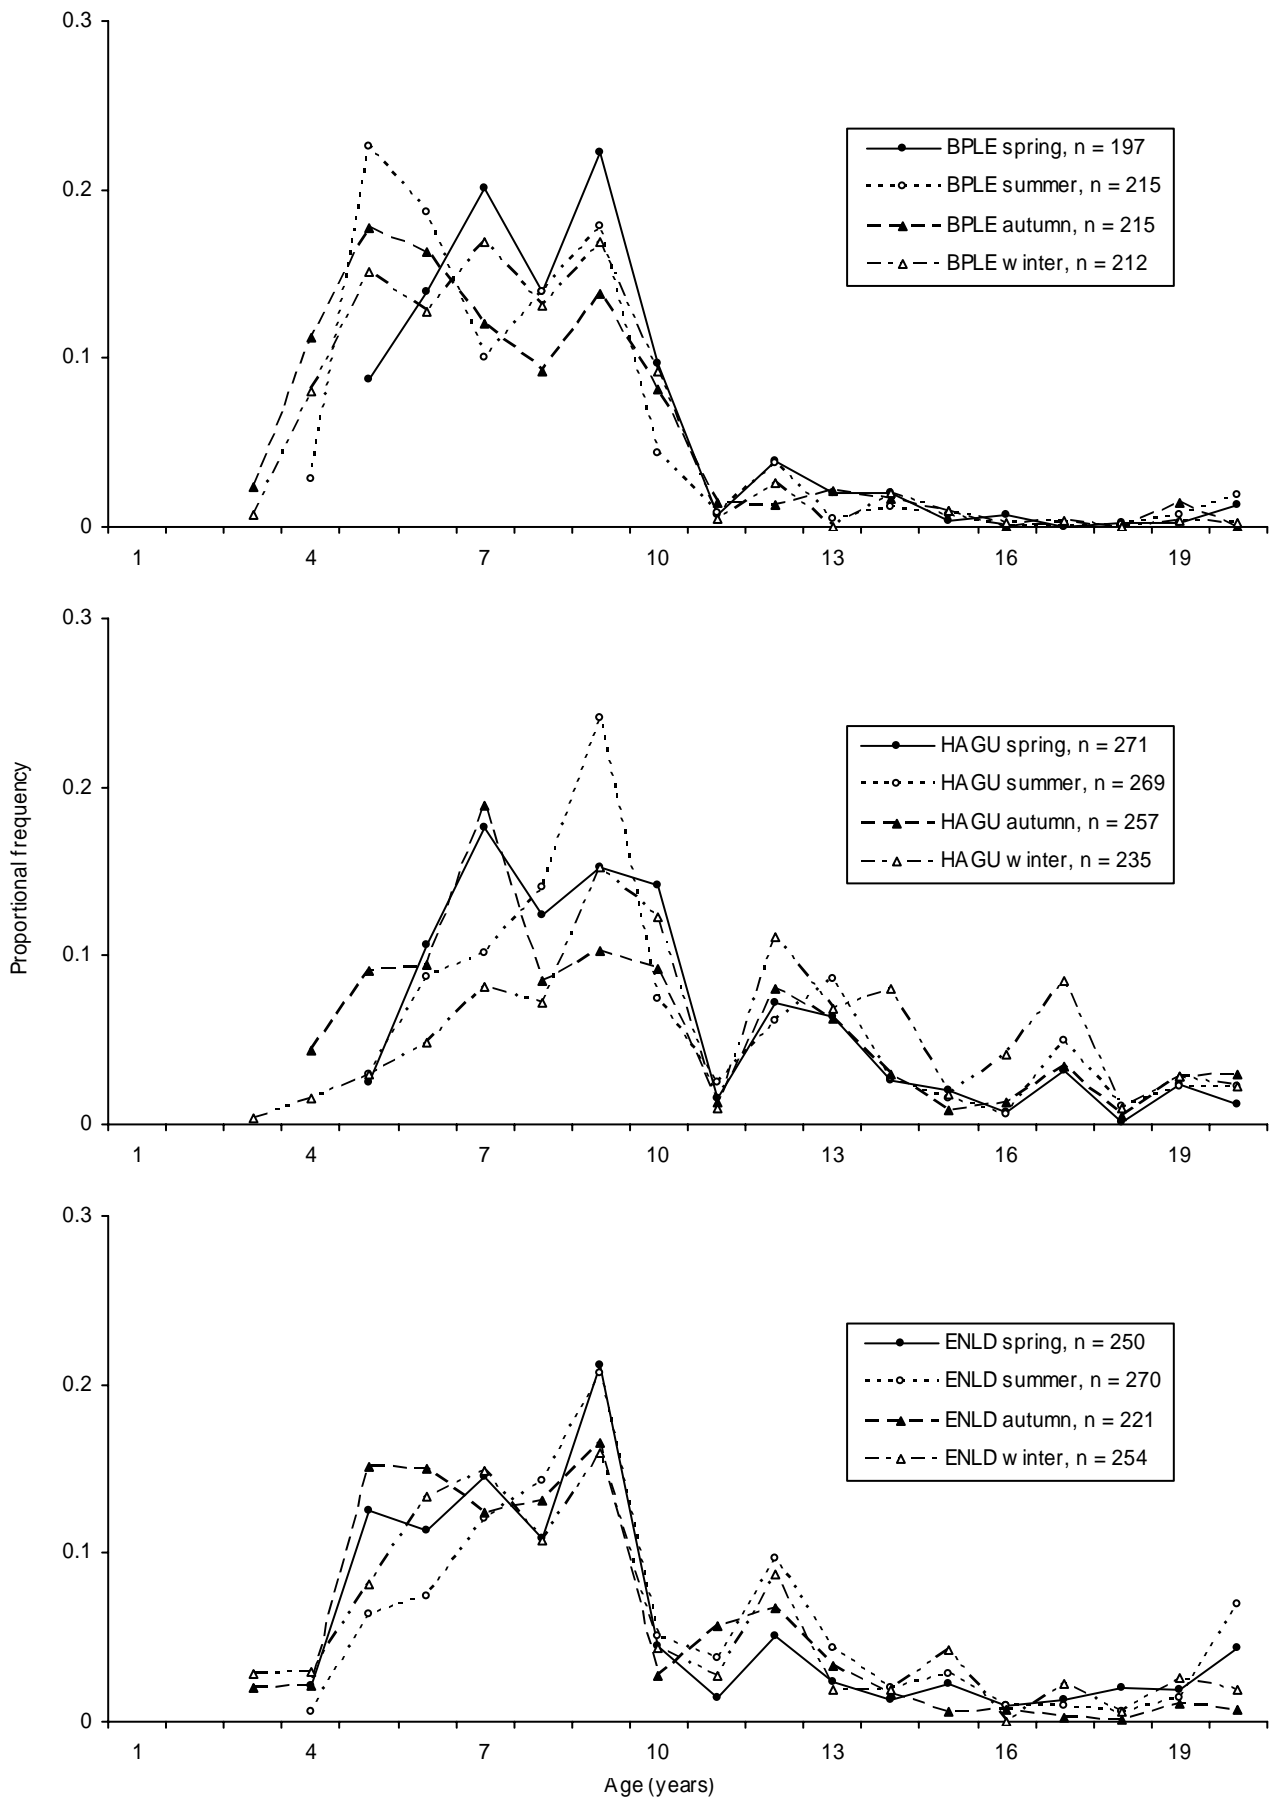 0.3
BPLE spring, n = 197
BPLE summer, n = 215
0.2
BPLE autumn, n = 215
BPLE winter, n = 212
0.1
0
1 4 7 10 13 16 19
0.3
HAGU spring, n = 271
HAGU summer, n = 269
0.2
HAGU autumn, n = 257
HAGU winter, n = 235
Proportional frequency
0.1
0
1 4 7 10 13 16 19
0.3
ENLD spring, n = 250
ENLD summer, n = 270
0.2
ENLD autumn, n = 221
ENLD winter, n = 254
0.1
0
1 4 7 10 13 16 19
Age (years)